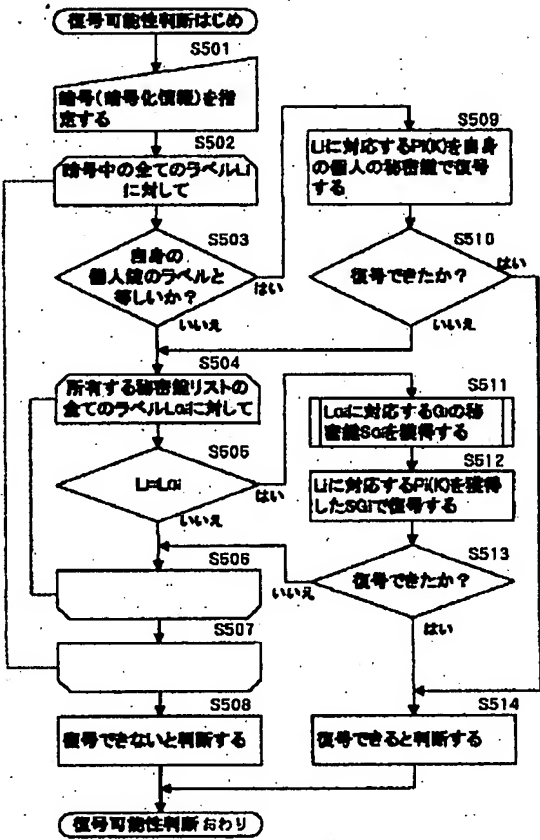 復号可能性判断はじめ
S501
暗号(暗号化情報)を指
定する
S502
暗号中の全てのラベルLi
に対して
S503
自身の
個人鍵のラベルと
等しいか?
はい
いいえ
S509
Liに対応するPi(K)を自身
の個人の秘密鍵で復号
する
S510
復号できたか?
はい
いいえ
S504
所有する秘密鍵リストの
全てのラベルLGiに対して
S505
Li=LGi
はい
いいえ
S511
LGiに対応するGiの秘
密鍵SGiを獲得する
S512
Liに対応するPi(K)を獲得
したSGiで復号する
S513
復号できたか?
いいえ
はい
S506
S507
S508
復号できないと判断する
S514
復号できると判断する
復号可能性判断おわり